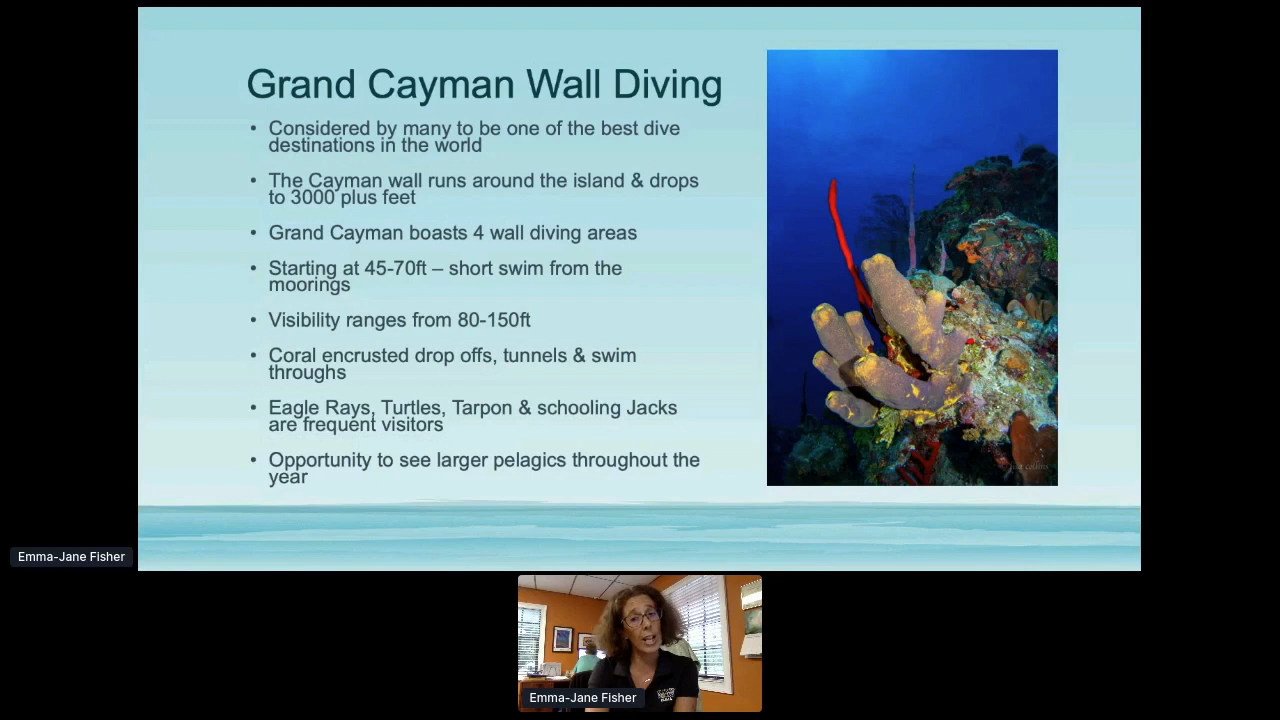 Grand Cayman Wall Diving
• Considered by many to be one of the best dive
destinations in the world
• The Cayman wall runs around the island & drops
to 3000 plus feet
• Grand Cayman boasts 4 wall diving areas
• Starting at 45-70ft – short swim from the
moorings
• Visibility ranges from 80-150ft
• Coral encrusted drop offs, tunnels & swim
throughs
• Eagle Rays, Turtles, Tarpon & schooling Jacks
are frequent visitors
• Opportunity to see larger pelagics throughout the
year
Emma-Jane Fisher
Emma-Jane Fisher